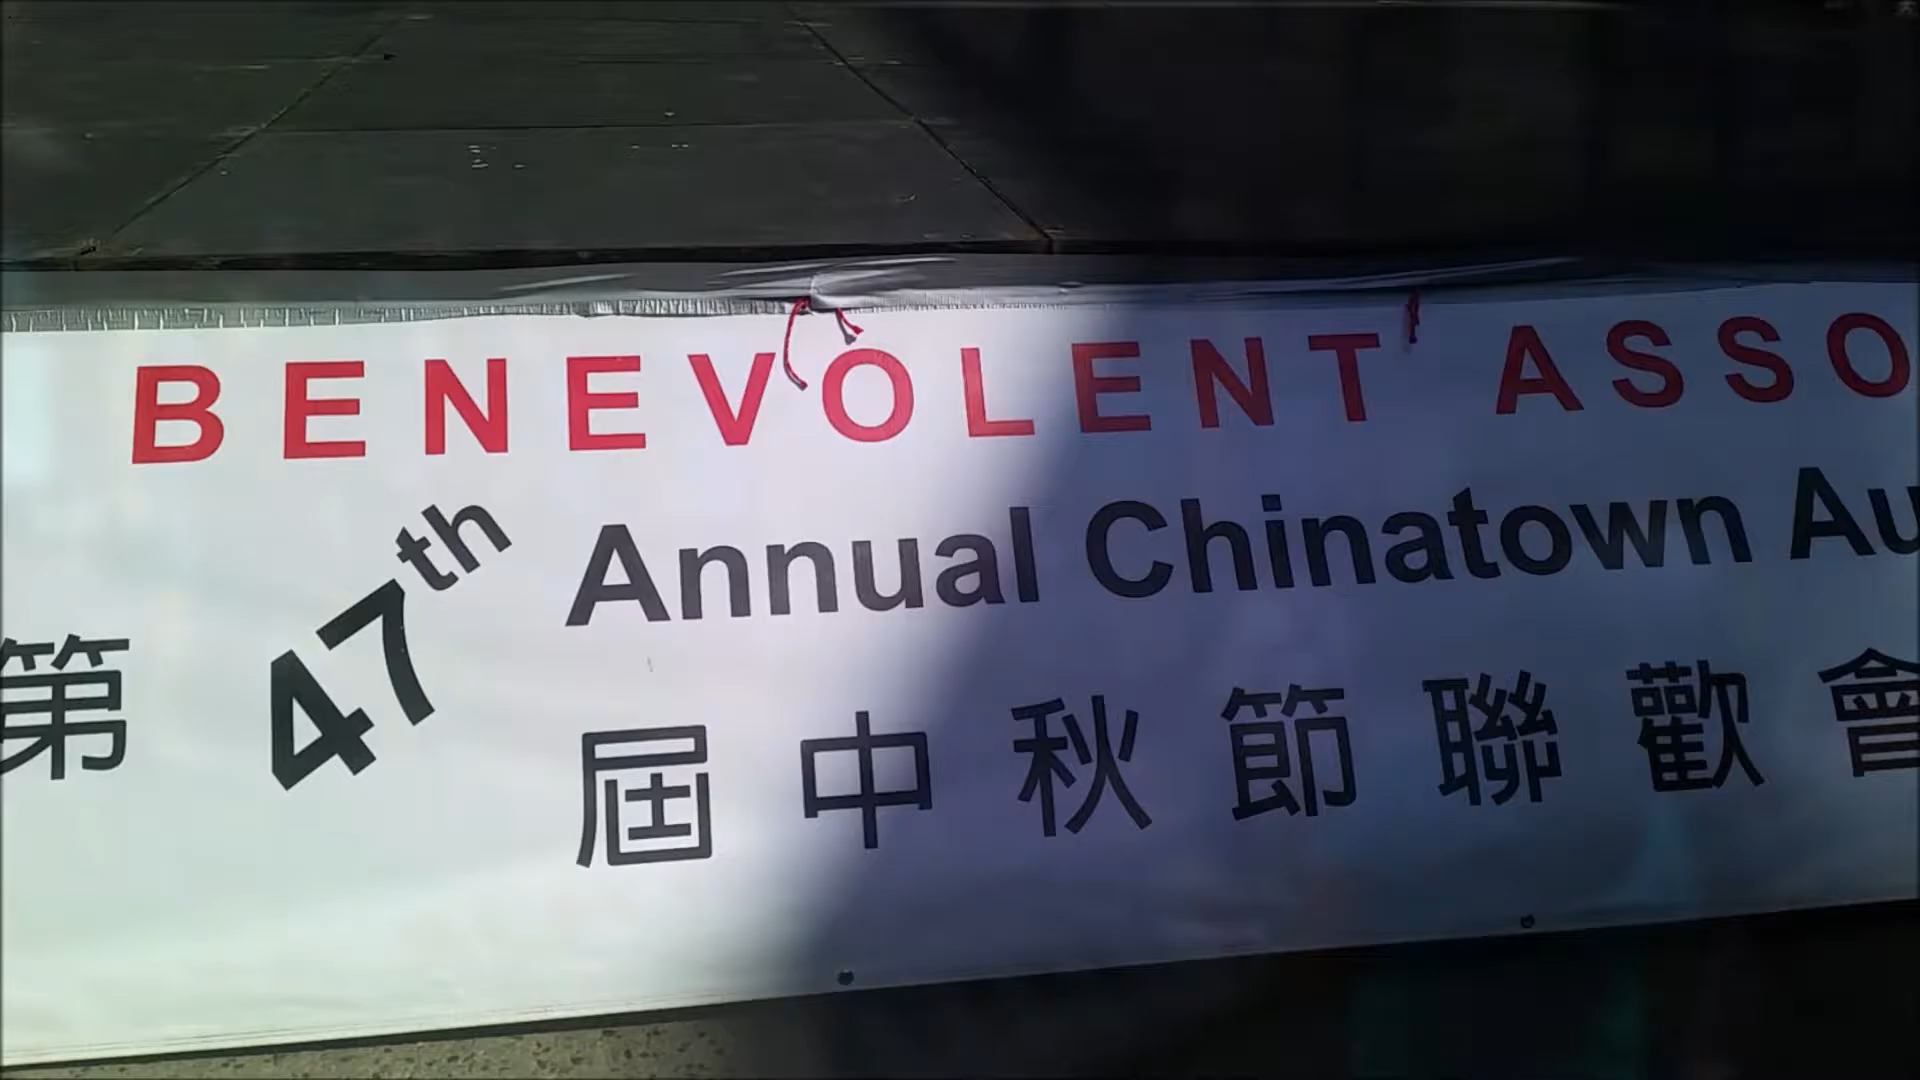 BENEVOLENT ASSO
47th Annual Chinatown Au
第 屆中秋節聯歡會